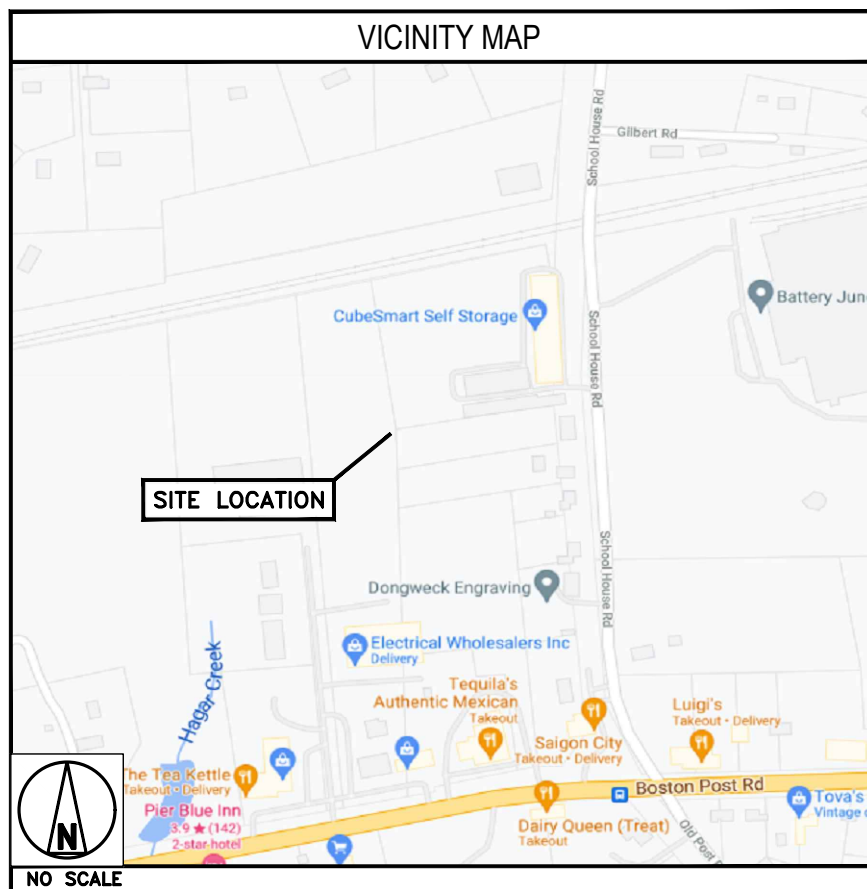 VICINITY MAP
School House Rd
Gilbert Rd
CubeSmart Self Storage
School House Rd
Battery Jun
SITE LOCATION
School House Rd
Dongweck Engraving
Hagar Creek
Electrical Wholesalers Inc
Delivery
Tequila's
Authentic Mexican
Takeout
Luigi's
Takeout • Delivery
Saigon City
Takeout • Delivery
The Tea Kettle
Takeout • Delivery
Boston Post Rd
Pier Blue Inn
3.9 ★ (142)
2-star hotel
Dairy Queen (Treat)
Takeout
Tova's
Vintage
Old Post
N
NO SCALE